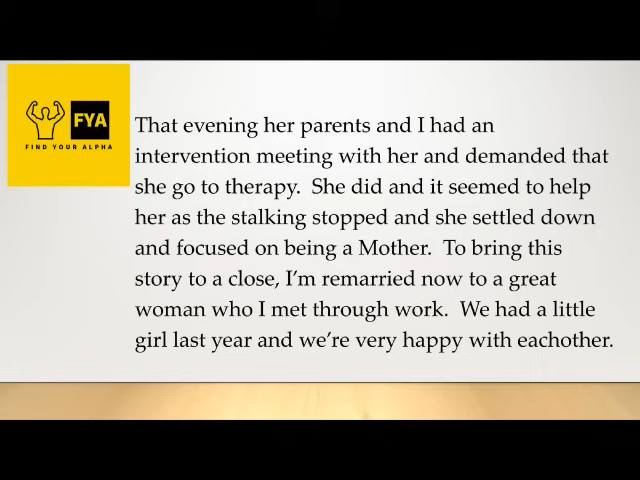 FYA
FIND YOUR ALPHA
That evening her parents and I had an
intervention meeting with her and demanded that
she go to therapy.  She did and it seemed to help
her as the stalking stopped and she settled down
and focused on being a Mother.  To bring this
story to a close, I’m remarried now to a great
woman who I met through work.  We had a little
girl last year and we’re very happy with eachother.